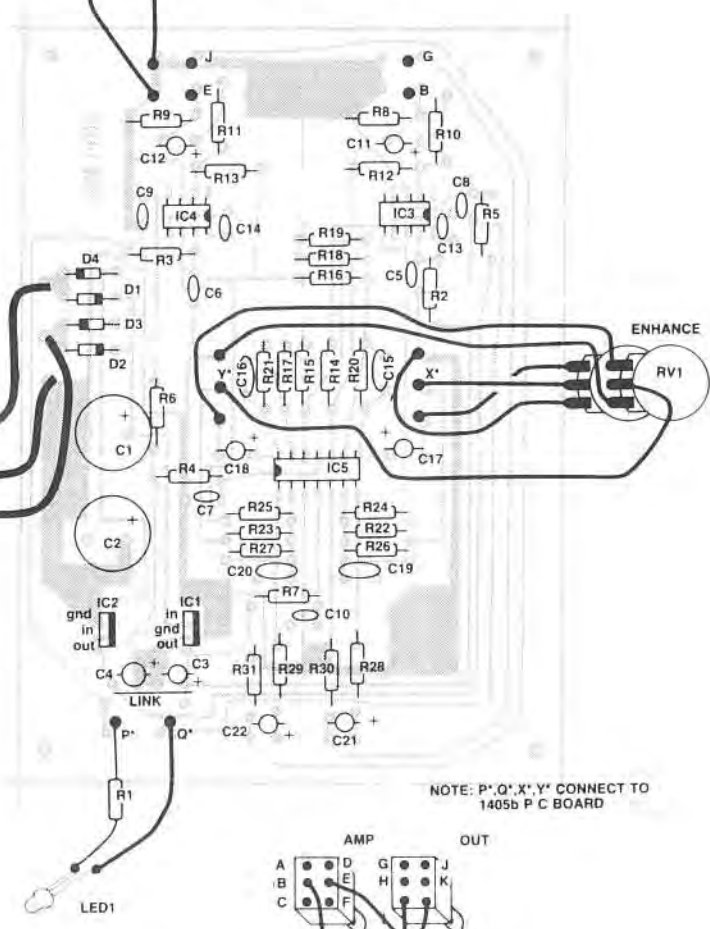 J
G
E
B
R9
R11
R8
R10
C12
+
C11
+
R13
R12
C9
C8
IC4
IC3
R5
C14
R19
C13
R3
R18
D4
R16
C5
D1
C6
R2
D3
ENHANCE
D2
Y*
C16
R21
R17
R15
R14
R20
C15
X*
RV1
R6
+
C1
+
C18
+
C17
R4
IC5
C7
+
C2
R25
R24
R23
R22
R27
R26
C20
C19
R7
IC2
IC1
gnd
in
in
gnd
out
out
C10
C4
+
C3
+
R31
R29
R30
R28
LINK
C22
+
C21
+
P*
Q*
R1
NOTE: P*,Q*,X*,Y* CONNECT TO
1405b P C BOARD
AMP
OUT
A
D
G
J
B
E
H
K
C
F
LED1